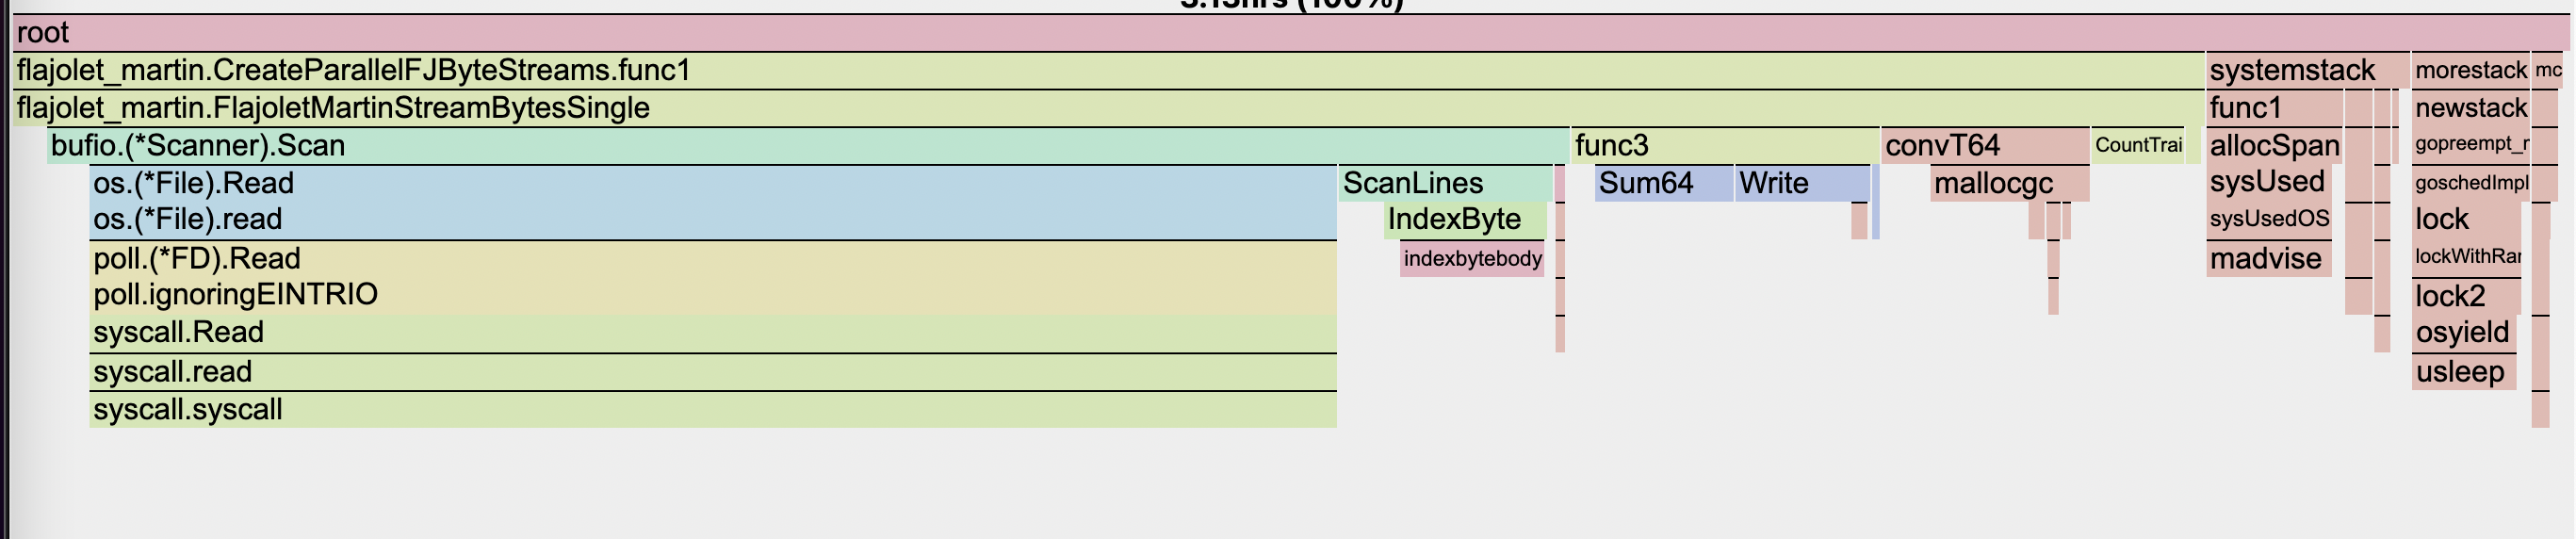 (100%)
root
flajolet_martin.CreateParallelFJByteStreams.func1 systemstack morestack mc
flajolet_martin.FlajoletMartinStreamBytesSingle func1 newstack
bufio.(*Scanner).Scan func3 convT64 CountTrai allocSpan gopreempt_r
os.(*File).Read ScanLines Sum64 Write mallocgc sysUsed goschedImpl
os.(*File).read IndexByte sysUsedOS lock
poll.(*FD).Read indexbytebody madvise lockWithRar
poll.ignoringEINTRIO lock2
syscall.Read osyield
syscall.read usleep
syscall.syscall